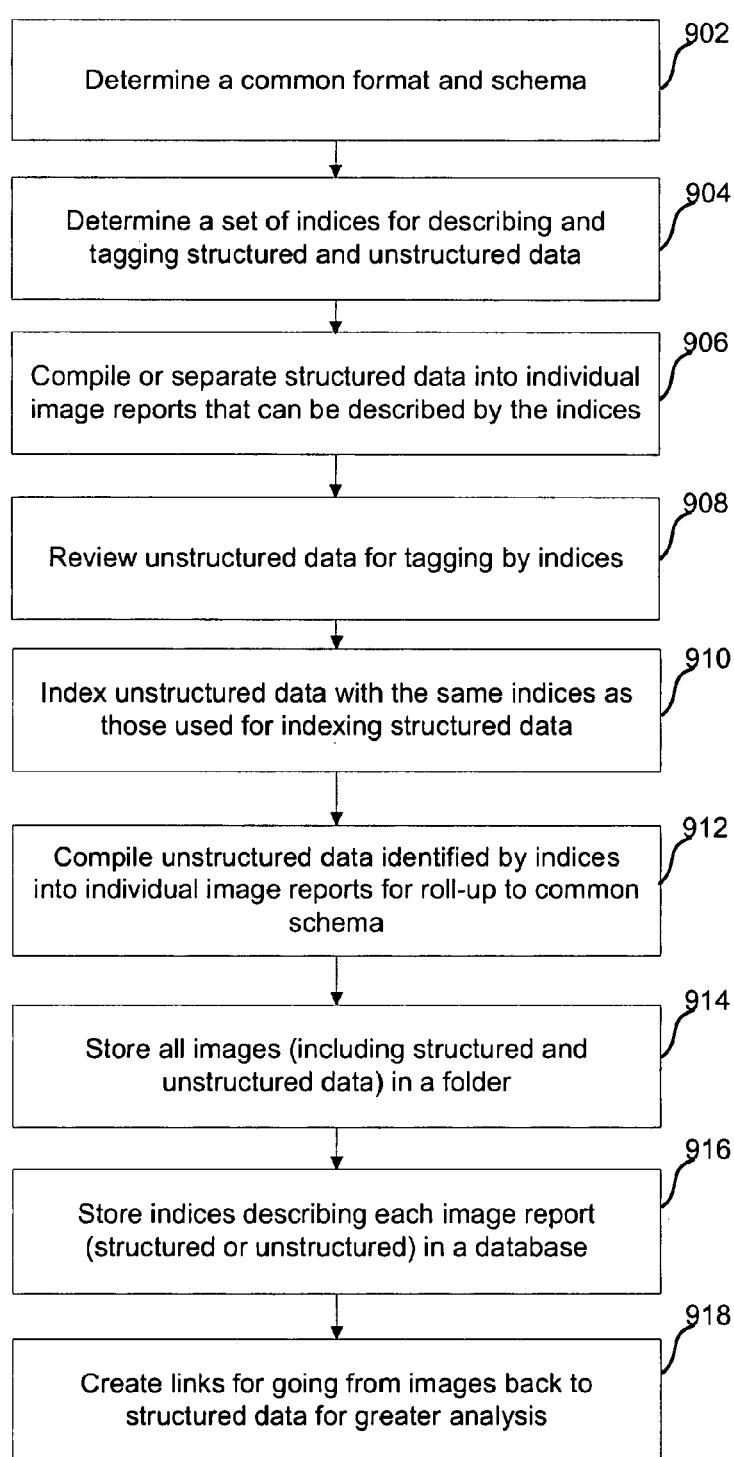 902
Determine a common format and schema
904
Determine a set of indices for describing and
tagging structured and unstructured data
906
Compile or separate structured data into individual
image reports that can be described by the indices
908
Review unstructured data for tagging by indices
910
Index unstructured data with the same indices as
those used for indexing structured data
912
Compile unstructured data identified by indices
into individual image reports for roll-up to common
schema
914
Store all images (including structured and
unstructured data) in a folder
916
Store indices describing each image report
(structured or unstructured) in a database
918
Create links for going from images back to
structured data for greater analysis